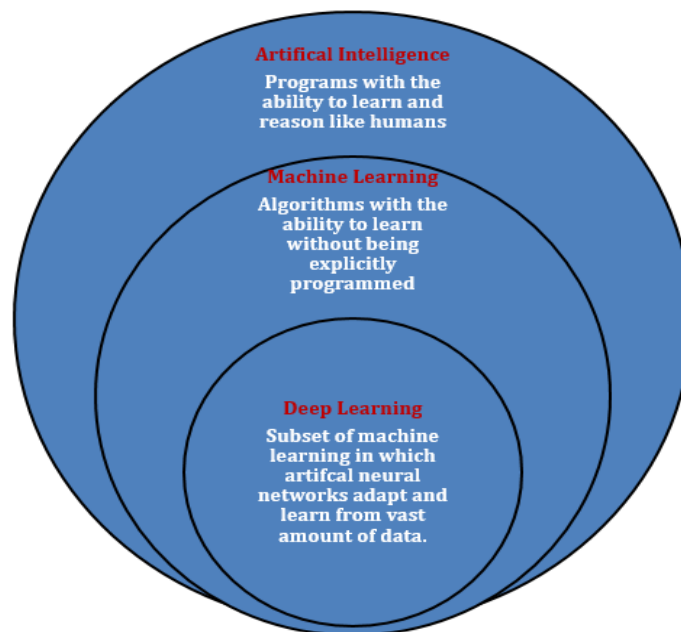 Artifical Intelligence
Programs with the
ability to learn and
reason like humans
Machine Learning
Algorithms with the
ability to learn
without being
explicitly
programmed
Deep Learning
Subset of machine
learning in which
artifcal neural
networks adapt and
learn from vast
amount of data.